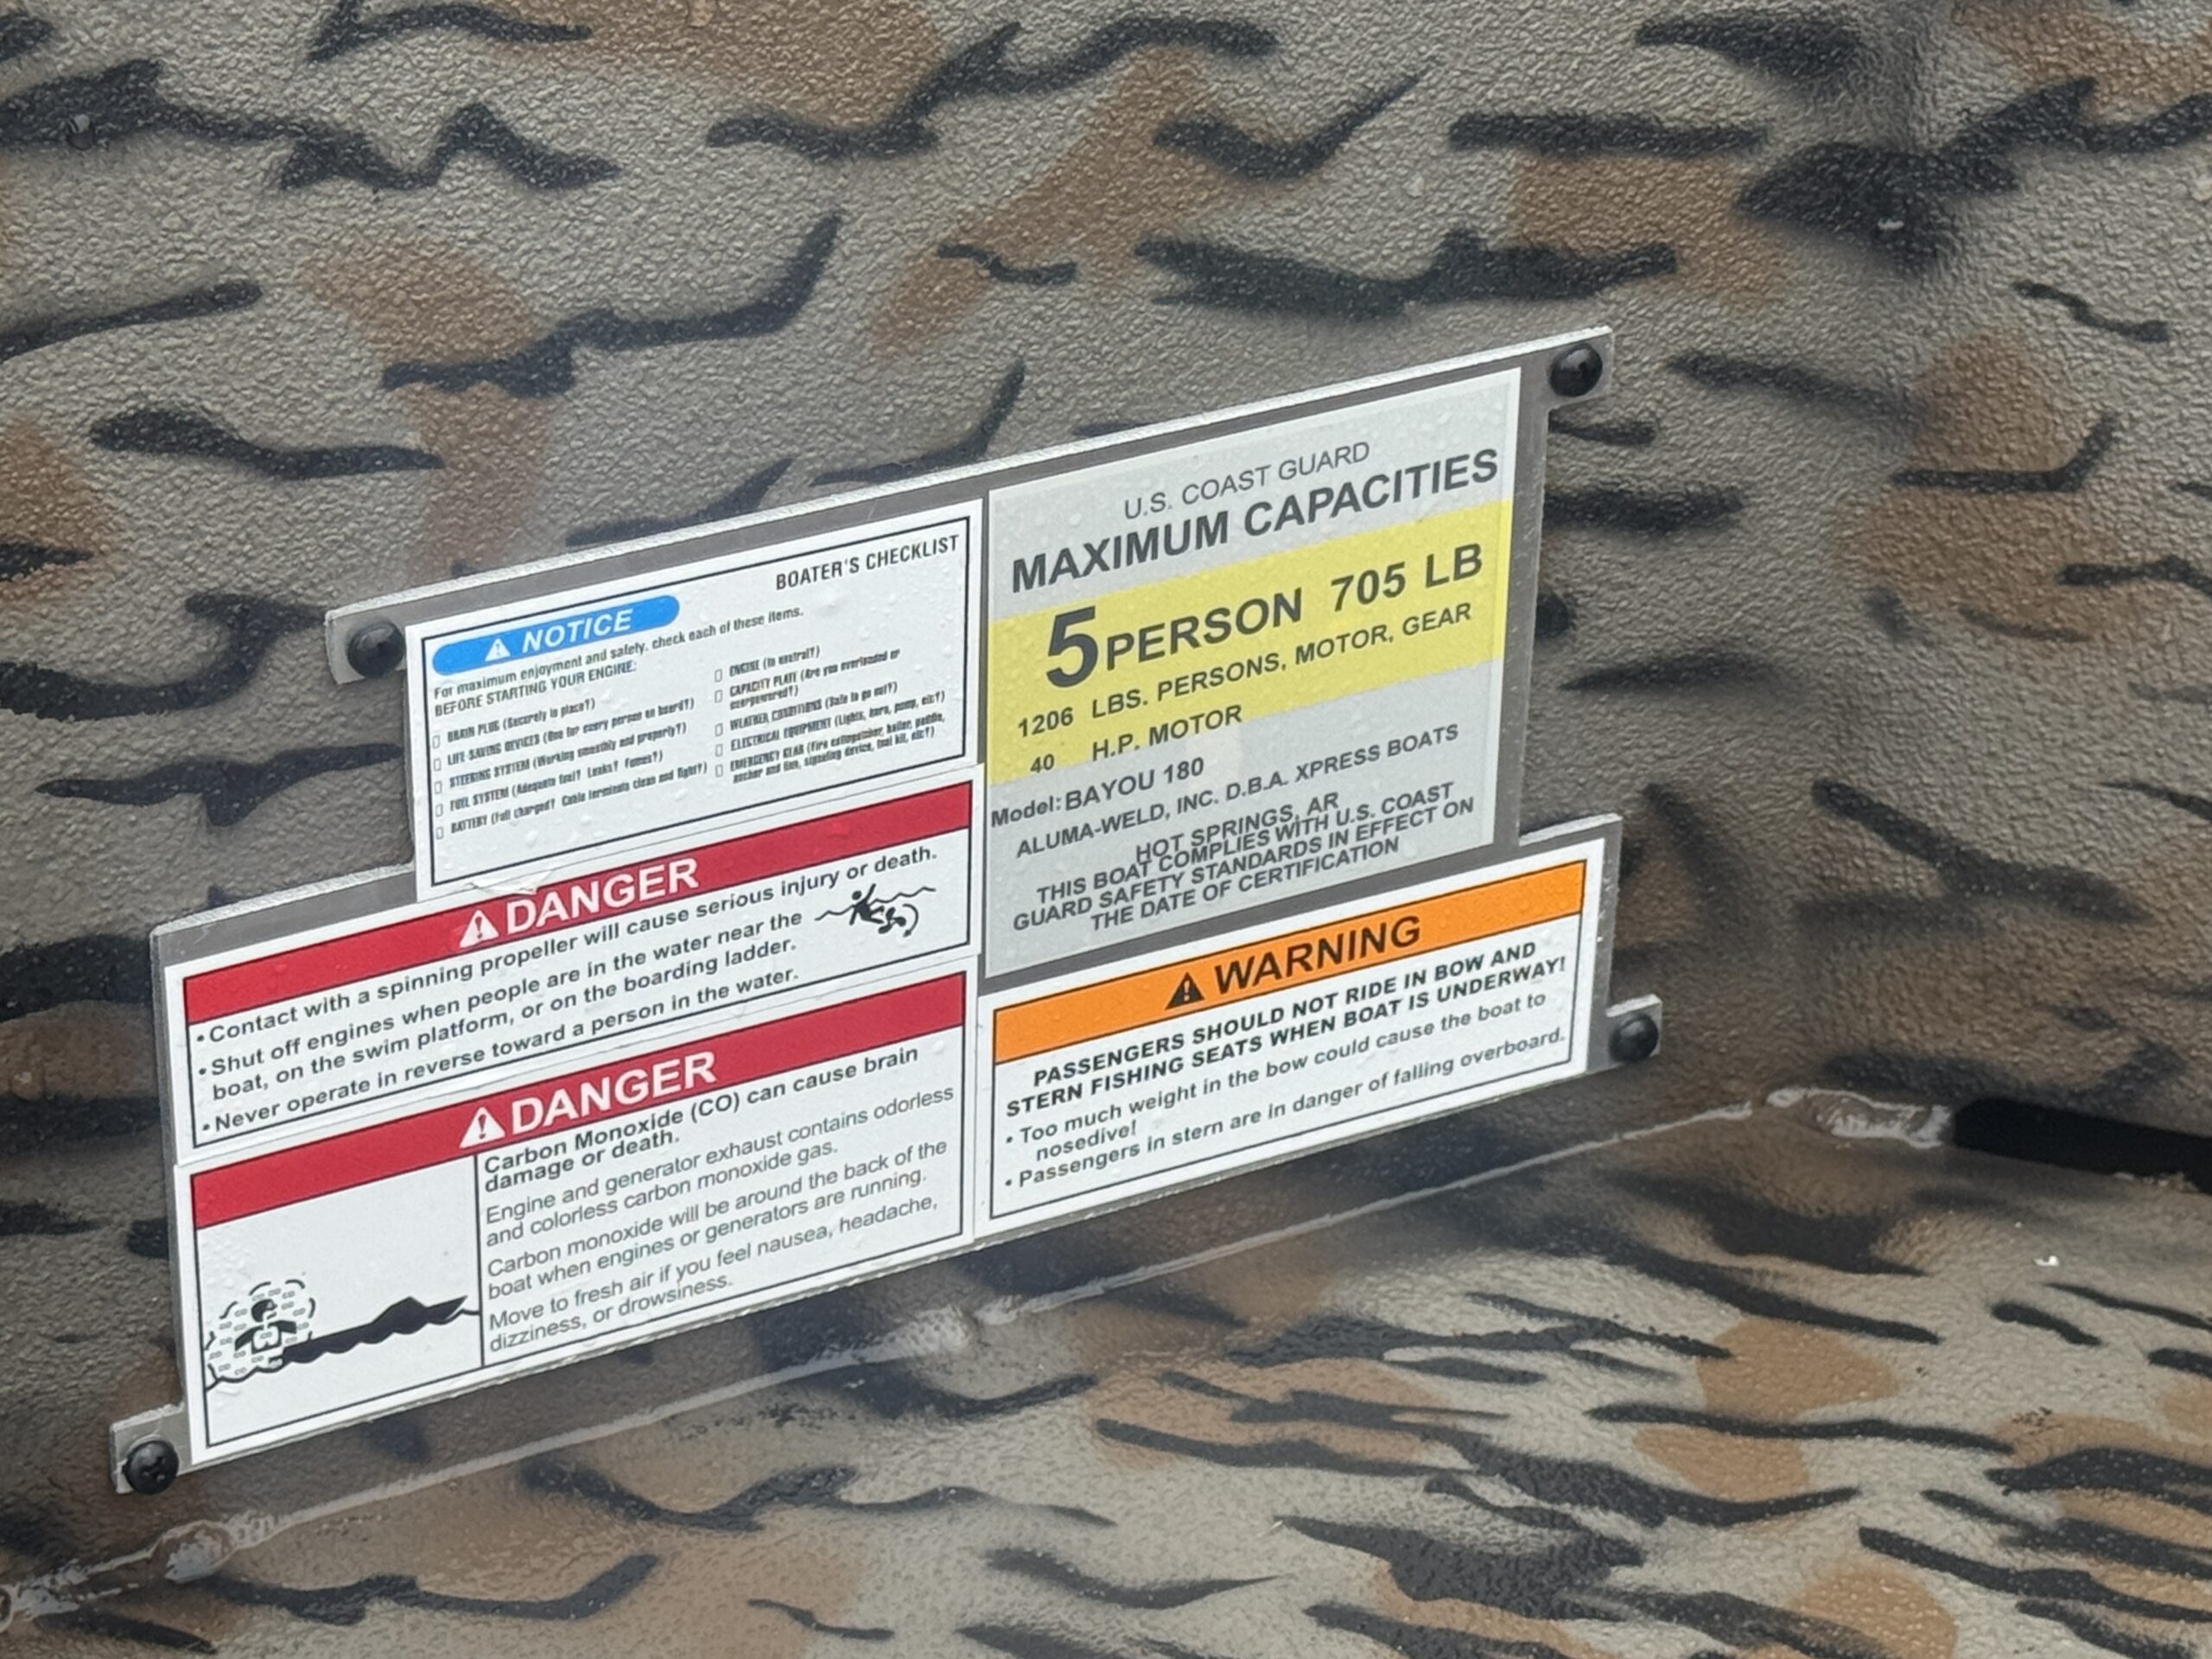 BOATER'S CHECKLIST
NOTICE
For maximum enjoyment and safety, check each of these items.
BEFORE STARTING YOUR ENGINE:
DRAIN PLUG (Securely in place?)
LIFE-SAVING DEVICES (One for every person on board?)
STEERING SYSTEM (Working smoothly and properly?)
FUEL SYSTEM (Adequate fuel? Leaks? Fumes?)
BATTERY (Full charged? Cable terminals clean and tight?)
ENGINE (In neutral?)
CAPACITY PLATE (Are you overloaded or
overpowered?)
WEATHER CONDITIONS (Safe to go out?)
ELECTRICAL EQUIPMENT (Lights, horn, pump, etc?)
EMERGENCY GEAR (Fire extinguisher, bailer, paddle,
anchor and line, signaling device, tool kit, etc?)
DANGER
• Contact with a spinning propeller will cause serious injury or death.
• Shut off engines when people are in the water near the
boat, on the swim platform, or on the boarding ladder.
• Never operate in reverse toward a person in the water.
DANGER
Carbon Monoxide (CO) can cause brain
damage or death.
Engine and generator exhaust contains odorless
and colorless carbon monoxide gas.
Carbon monoxide will be around the back of the
boat when engines or generators are running.
Move to fresh air if you feel nausea, headache,
dizziness, or drowsiness.
U.S. COAST GUARD
MAXIMUM CAPACITIES
5 PERSON 705 LB
1206 LBS. PERSONS, MOTOR, GEAR
40 H.P. MOTOR
Model: BAYOU 180
ALUMA-WELD, INC. D.B.A. XPRESS BOATS
HOT SPRINGS, AR
THIS BOAT COMPLIES WITH U.S. COAST
GUARD SAFETY STANDARDS IN EFFECT ON
THE DATE OF CERTIFICATION
WARNING
PASSENGERS SHOULD NOT RIDE IN BOW AND
STERN FISHING SEATS WHEN BOAT IS UNDERWAY!
• Too much weight in the bow could cause the boat to
nosedive!
• Passengers in stern are in danger of falling overboard.